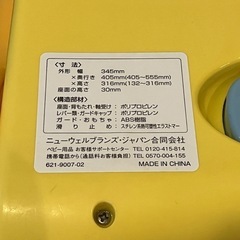 ＜寸　法＞
外形　幅　345mm
×奥行き　405mm(405～555mm)
×高さ　316mm(132～316mm)
座面の高さ　30mm
＜構造部材＞
座面・背もたれ・軸受け：ポリプロピレン
レバー類・ガードキャップ：ポリプロピレン
ガード・おもちゃ：ABS樹脂
滑り止め：スチレン系熱可塑性エラストマー
ニューウェルブランズ・ジャパン合同会社
ベビー用品 お客様サポートセンター TEL 0120-415-814
携帯電話から(通話料お客様負担) TEL 0570-004-155
621-9007-02　MADE IN CHINA